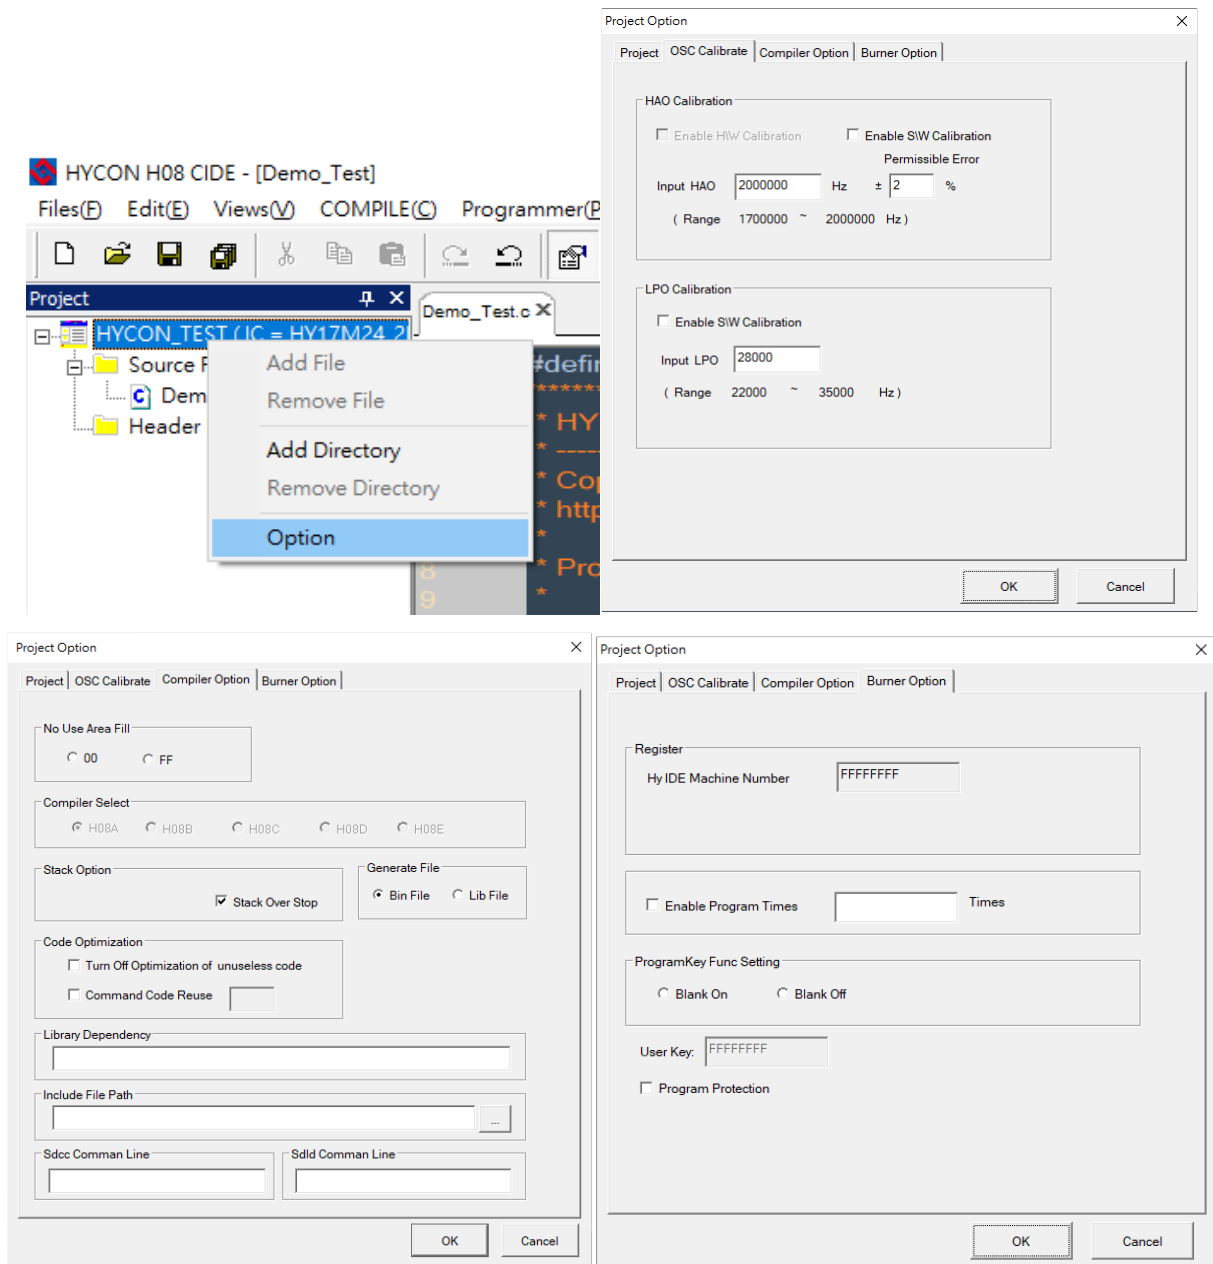 HYCON H08 CIDE - [Demo_Test]
Files(F) Edit(E) Views(V) COMPILE(C) Programmer(P
Project
Demo_Test.c
HYCON_TEST ( IC = HY17M24_2
Source F
Dem
Header
Add File
Remove File
Add Directory
Remove Directory
Option
#defin
*******
* HY
* ----
* Cop
* http
*
8 * Pro
9 *
Project Option
Project OSC Calibrate Compiler Option Burner Option
HAO Calibration
Enable H\W Calibration Enable S\W Calibration
Permissible Error
Input HAO 2000000 Hz ± 2 %
( Range 1700000 ~ 2000000 Hz )
LPO Calibration
Enable S\W Calibration
Input LPO 28000
( Range 22000 ~ 35000 Hz )
OK Cancel
Project Option
Project OSC Calibrate Compiler Option Burner Option
No Use Area Fill
00 FF
Compiler Select
H08A H08B H08C H08D H08E
Stack Option
Stack Over Stop
Generate File
Bin File Lib File
Code Optimization
Turn Off Optimization of unuseless code
Command Code Reuse
Library Dependency
Include File Path
...
Sdcc Comman Line Sdld Comman Line
OK Cancel
Project Option
Project OSC Calibrate Compiler Option Burner Option
Register
Hy IDE Machine Number FFFFFFFF
Enable Program Times Times
ProgramKey Func Setting
Blank On Blank Off
User Key: FFFFFFFF
Program Protection
OK Cancel